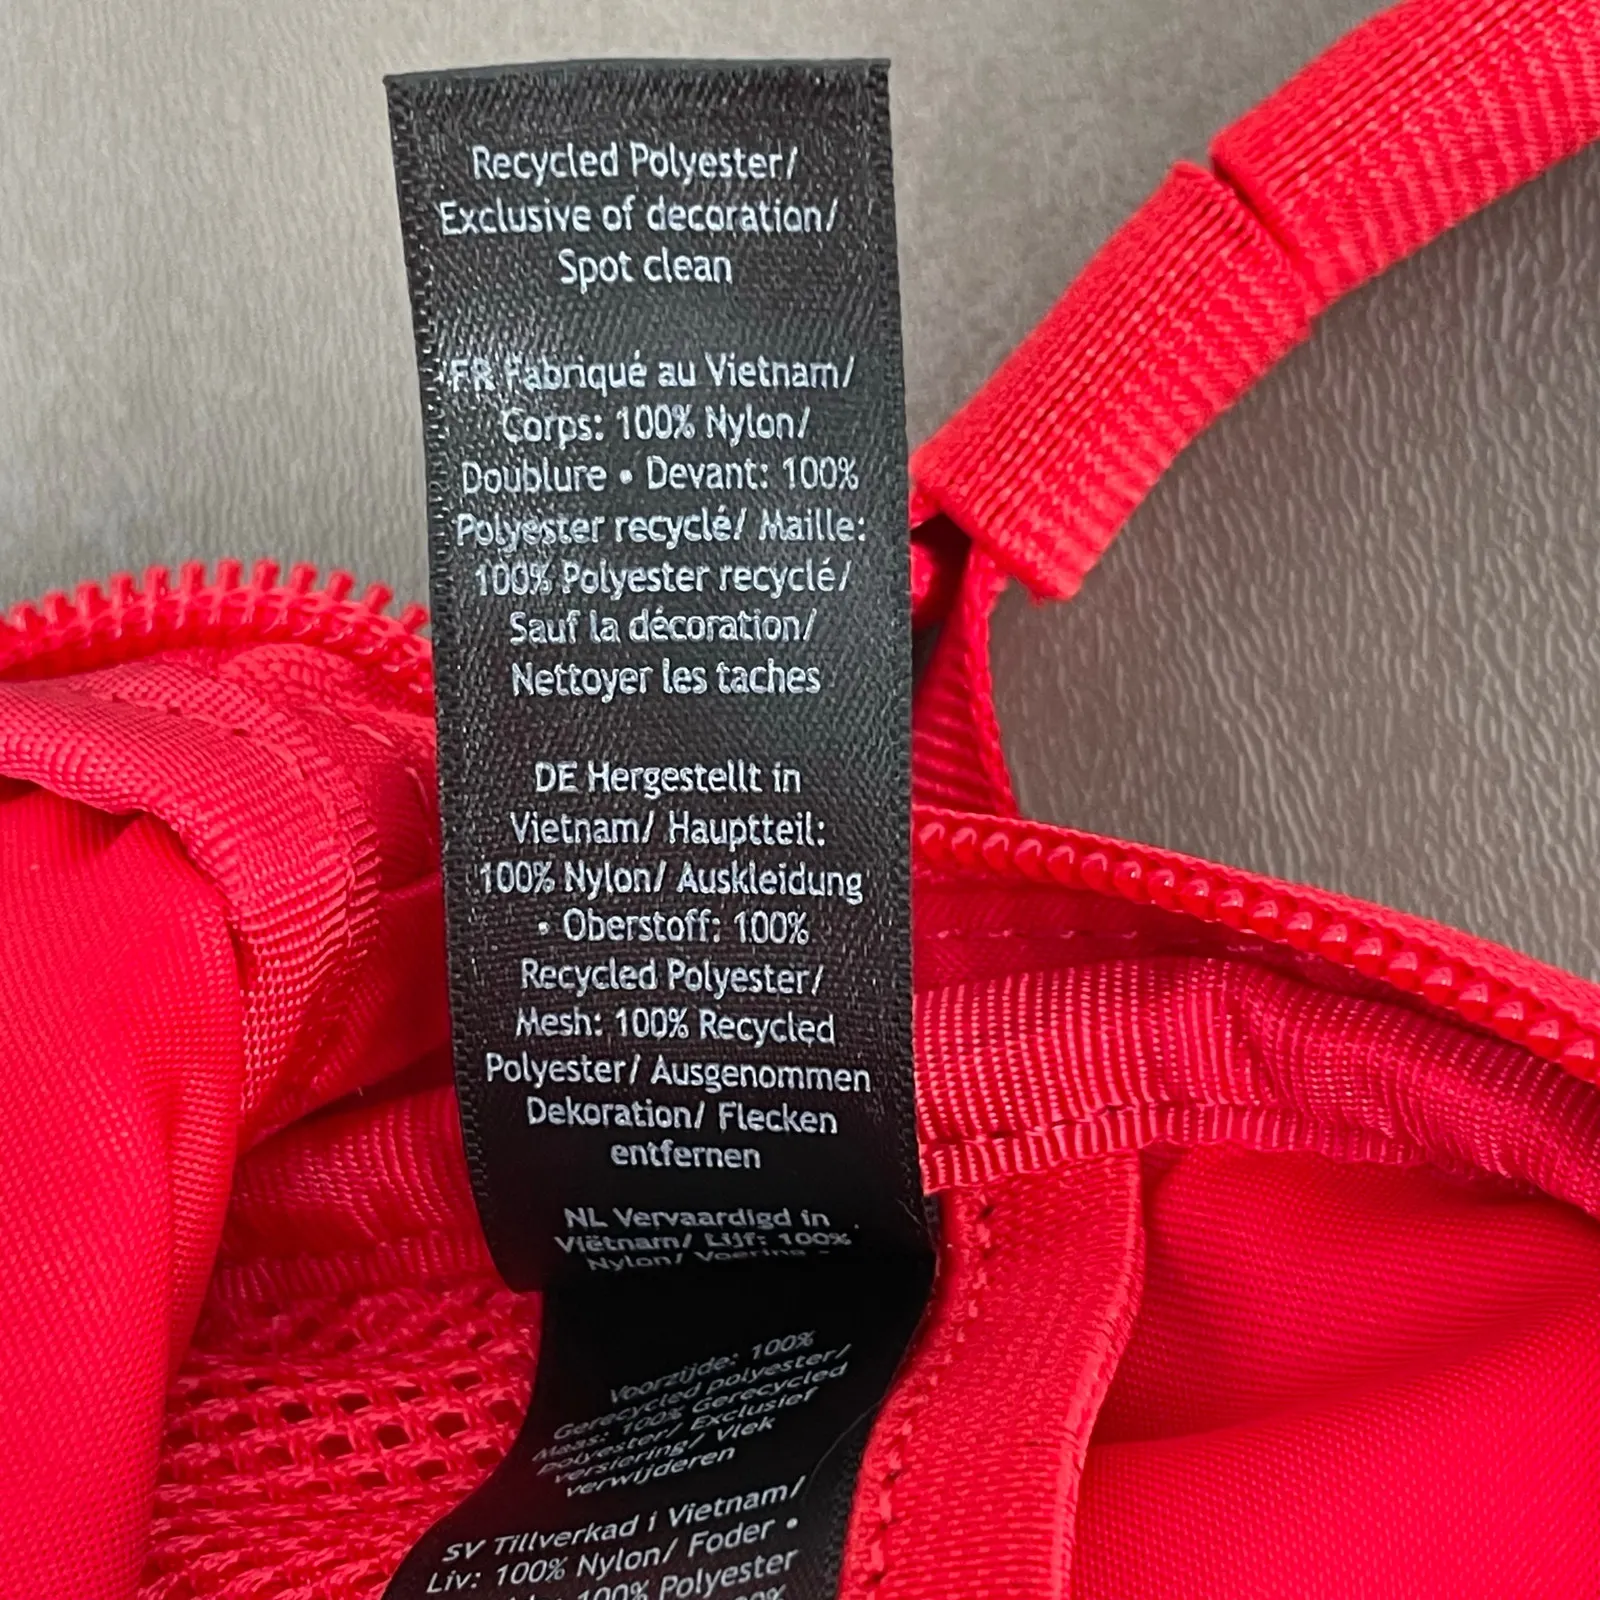 Recycled Polyester/
Exclusive of decoration/
Spot clean
FR Fabriqué au Vietnam/
Corps: 100% Nylon/
Doublure • Devant: 100%
Polyester recyclé/ Maille:
100% Polyester recyclé/
Sauf la décoration/
Nettoyer les taches
DE Hergestellt in
Vietnam/ Hauptteil:
100% Nylon/ Auskleidung
• Oberstoff: 100%
Recycled Polyester/
Mesh: 100% Recycled
Polyester/ Ausgenommen
Dekoration/ Flecken
entfernen
NL Vervaardigd in
Viëtnam/ Lijf: 100%
Nylon/ Voering •
Voorzijde: 100%
Gerecycled polyester/
Maas: 100% Gerecycled
polyester/ Exclusief
versiering/ Vlek
verwijderen
SV Tillverkad i Vietnam/
Liv: 100% Nylon/ Foder •
100% Polyester